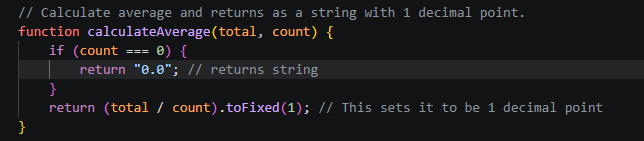 // Calculate average and returns as a string with 1 decimal point.
function calculateAverage(total, count) {
    if (count === 0) {
        return "0.0"; // returns string
    }
    return (total / count).toFixed(1); // This sets it to be 1 decimal point
}